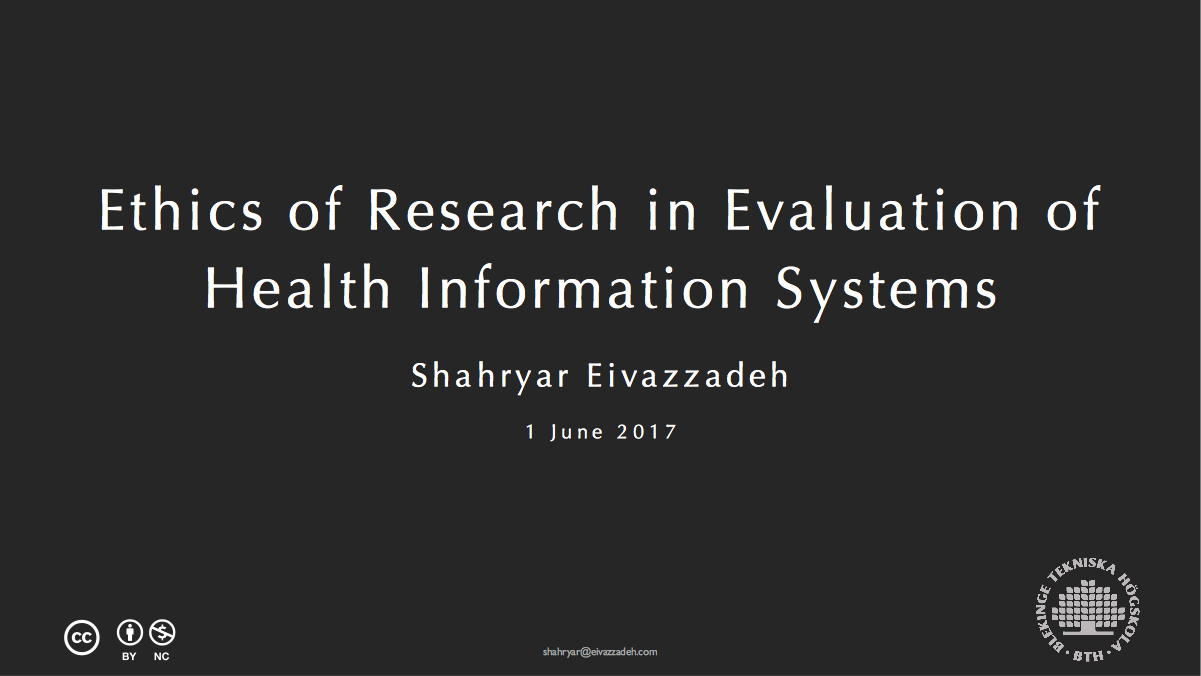 Ethics of Research in Evaluation of
Health Information Systems
Shahryar Eivazzadeh
1 June 2017
cc
BY NC
shahryar@eivazzadeh.com
BLEKINGE TEKNISKA HÖGSKOLA
· BTH ·